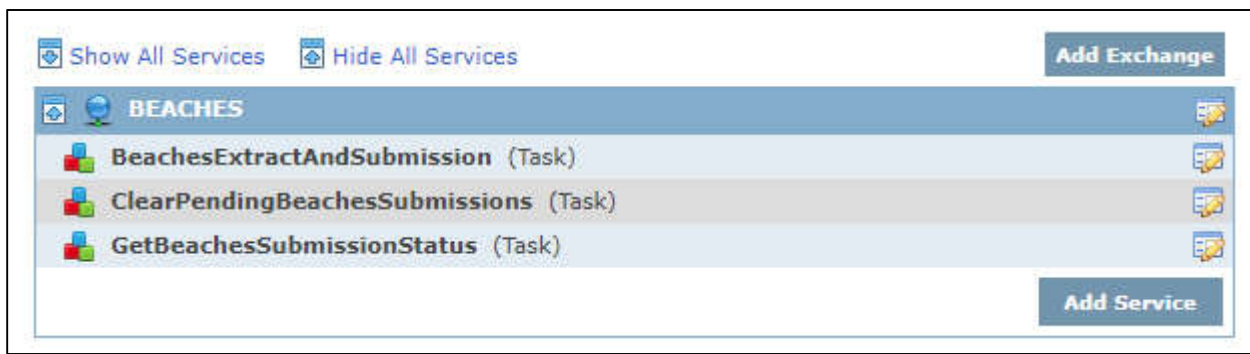 Show All Services Hide All Services Add Exchange
BEACHES
BeachesExtractAndSubmission (Task)
ClearPendingBeachesSubmissions (Task)
GetBeachesSubmissionStatus (Task)
Add Service